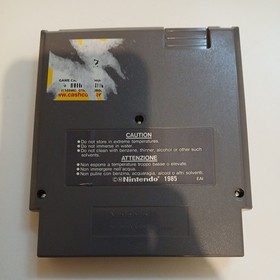 CAUTION
●Do not store in extreme temperatures.
●Do not immerse in water.
●Do not clean with benzene, thinner, alcohol or other such
solvents.
ATTENZIONE
●Non esporre a temperature troppo basse o elevate.
●Non immergere nell'acqua.
●Non pulire con benzene, acquaragia, alcool o altri solventi.
©Nintendo 1985